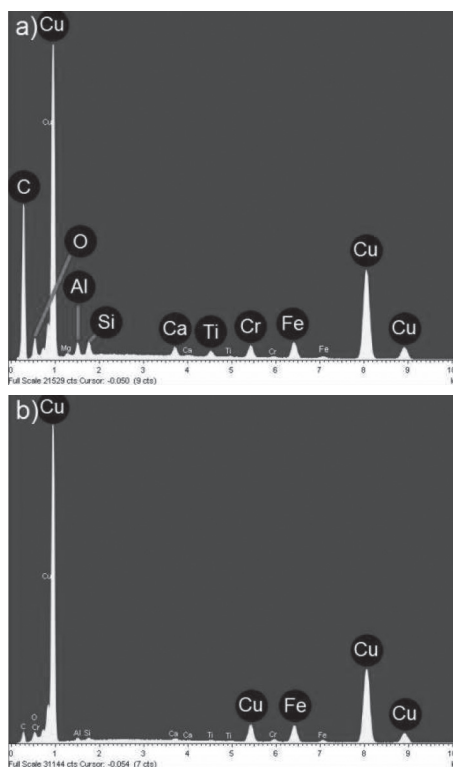 a)
Cu
Cu
C
O
Al
Si
Mg
Ca
Ca
Ti
Ti
Cr
Cr
Fe
Fe
Cu
Cu
0 1 2 3 4 5 6 7 8 9 10
Full Scale 21529 cts Cursor: -0.050 (9 cts)
b)
Cu
Cu
C
O
Cr
Al
Si
Ca
Ca
Ti
Ti
Cu
Cr
Fe
Fe
Cu
Cu
0 1 2 3 4 5 6 7 8 9 10
Full Scale 31144 cts Cursor: -0.054 (7 cts)